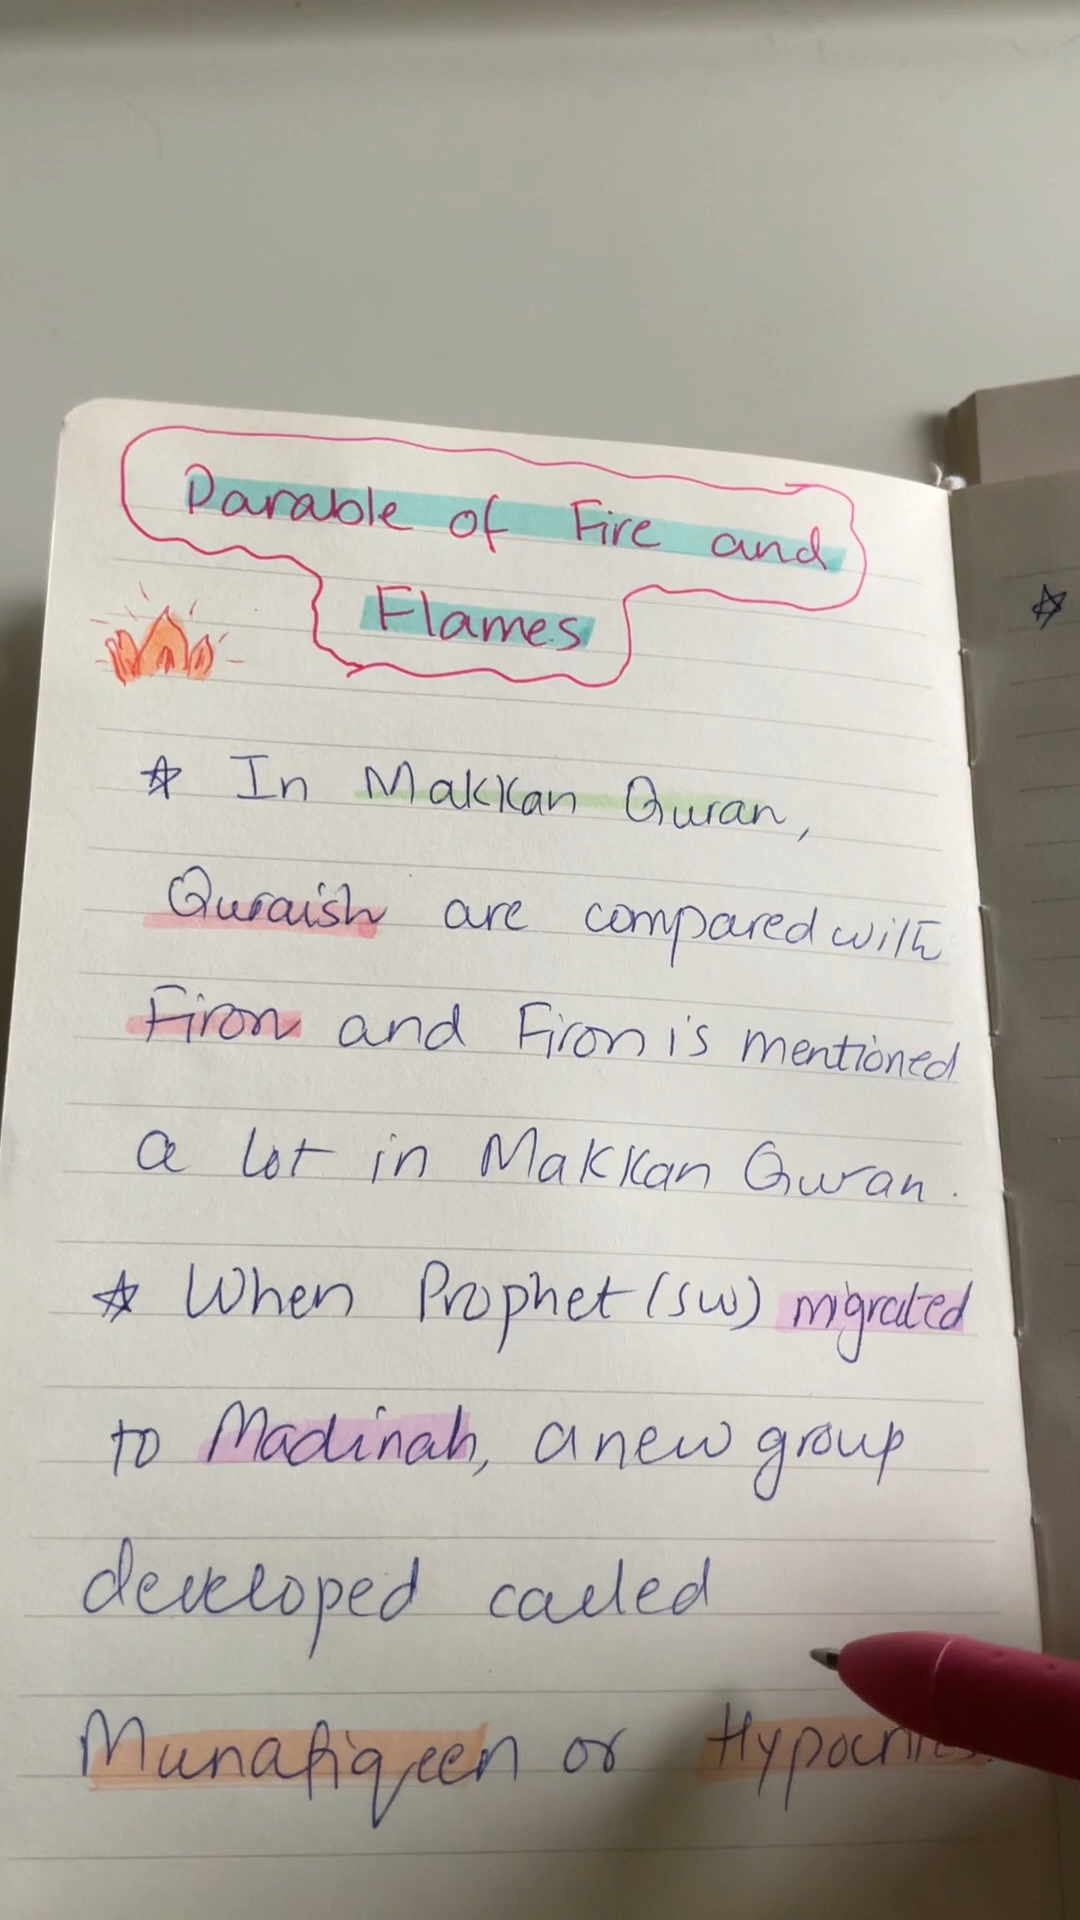 Parable of Fire and
Flames
☆ In Makkan Quran,
Quraish are compared with
Firon and Firon is mentioned
a lot in Makkan Quran.
☆ When Prophet (sw) migrated
to Madinah, a new group
developed called
Munafiqeen or Hypocrites.
☆